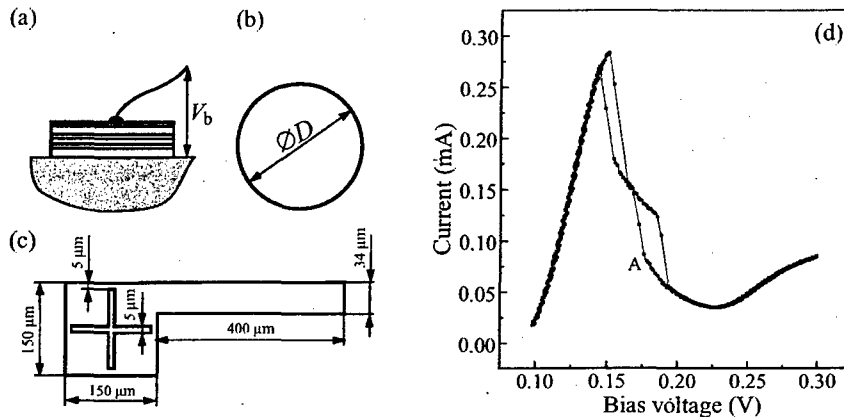 (a)
V_b
(b)
ØD
(c)
5 µm
150 µm
5 µm
400 µm
34 µm
150 µm
(d)
Current (mA)
0.30
0.25
0.20
0.15
0.10
0.05
0.00
A
0.10 0.15 0.20 0.25 0.30
Bias voltage (V)